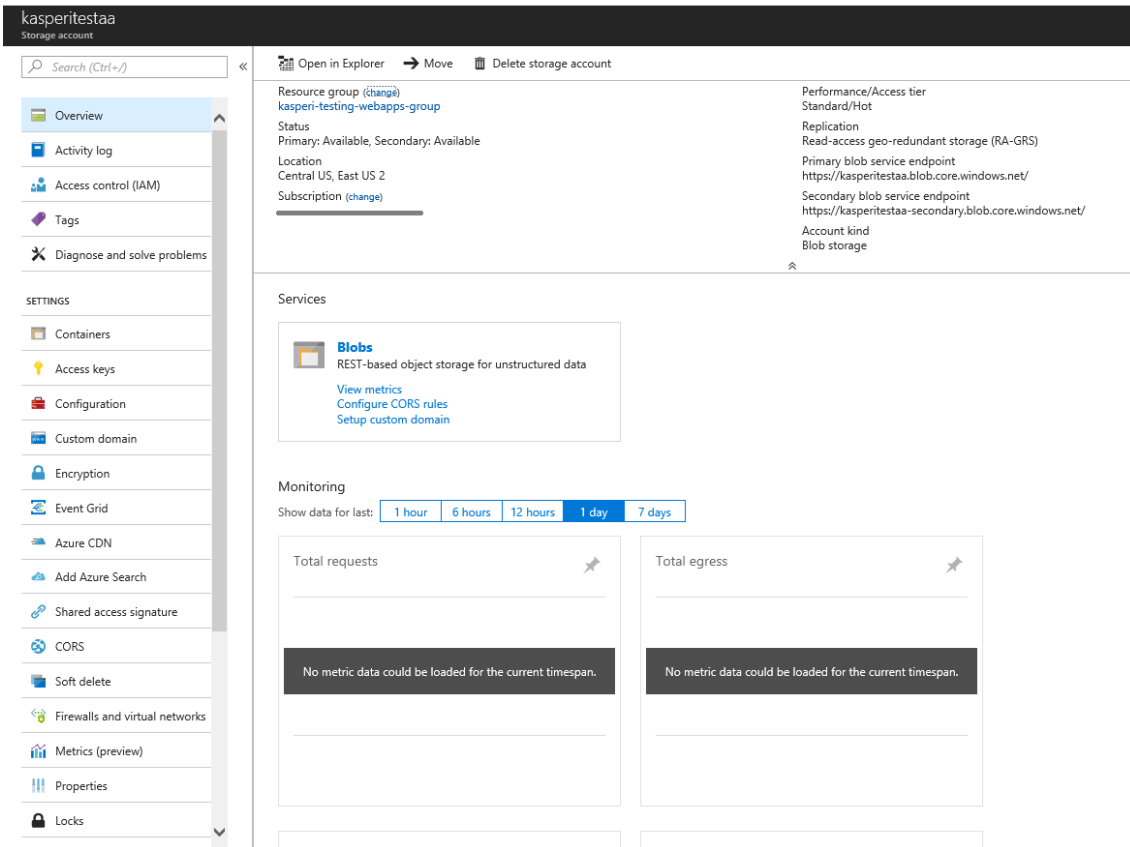 kasperitestaa
Storage account
Search (Ctrl+/)
«
Overview
Activity log
Access control (IAM)
Tags
Diagnose and solve problems
SETTINGS
Containers
Access keys
Configuration
Custom domain
Encryption
Event Grid
Azure CDN
Add Azure Search
Shared access signature
CORS
Soft delete
Firewalls and virtual networks
Metrics (preview)
Properties
Locks
Open in Explorer Move Delete storage account
Resource group (change)
kasperi-testing-webapps-group
Status
Primary: Available, Secondary: Available
Location
Central US, East US 2
Subscription (change)
Performance/Access tier
Standard/Hot
Replication
Read-access geo-redundant storage (RA-GRS)
Primary blob service endpoint
https://kasperitestaa.blob.core.windows.net/
Secondary blob service endpoint
https://kasperitestaa-secondary.blob.core.windows.net/
Account kind
Blob storage
Services
Blobs
REST-based object storage for unstructured data
View metrics
Configure CORS rules
Setup custom domain
Monitoring
Show data for last: 1 hour 6 hours 12 hours 1 day 7 days
Total requests
No metric data could be loaded for the current timespan.
Total egress
No metric data could be loaded for the current timespan.